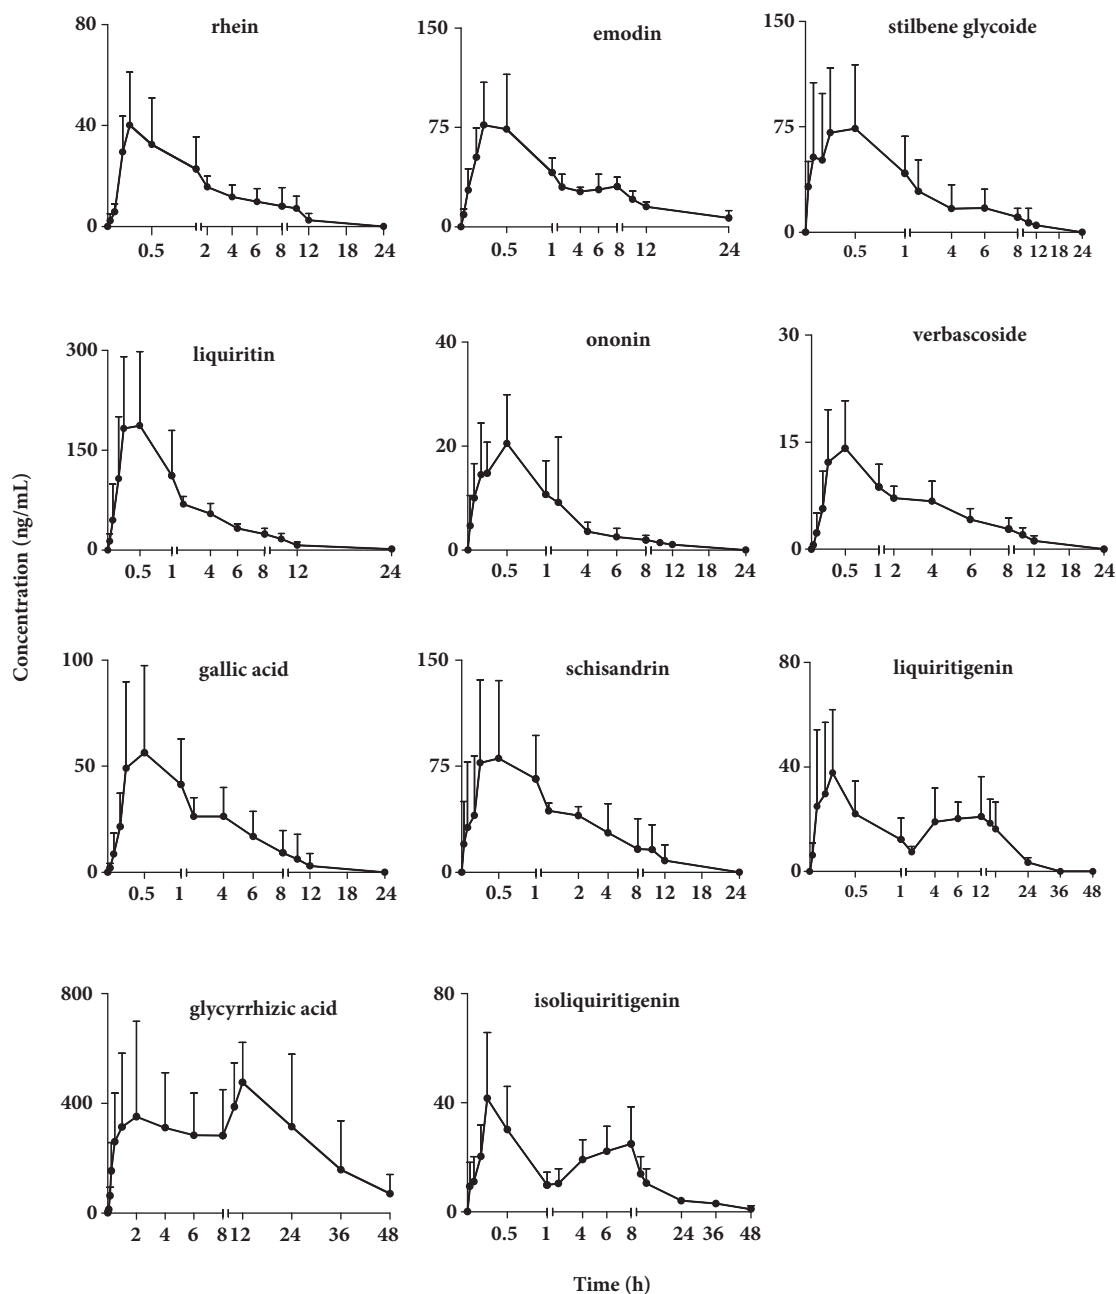 rhein
80
40
0
0.5 2 4 6 8 12 18 24
emodin
150
75
0
0.5 1 4 6 8 12 24
stilbene glycoide
150
75
0
0.5 1 4 6 8 12 18 24
liquiritin
300
150
0
0.5 1 4 6 8 12 24
ononin
40
20
0
0.5 1 4 8 12 18 24
verbascoside
30
15
0
0.5 1 2 4 6 8 12 18 24
gallic acid
100
50
0
0.5 1 4 6 8 12 18 24
schisandrin
150
75
0
0.5 1 2 4 8 12 24
liquiritigenin
80
40
0
0.5 1 4 6 12 24 36 48
glycyrrhizic acid
800
400
0
2 4 6 8 12 24 36 48
isoliquiritigenin
80
40
0
0.5 1 4 6 8 24 36 48
Concentration (ng/mL)
Time (h)